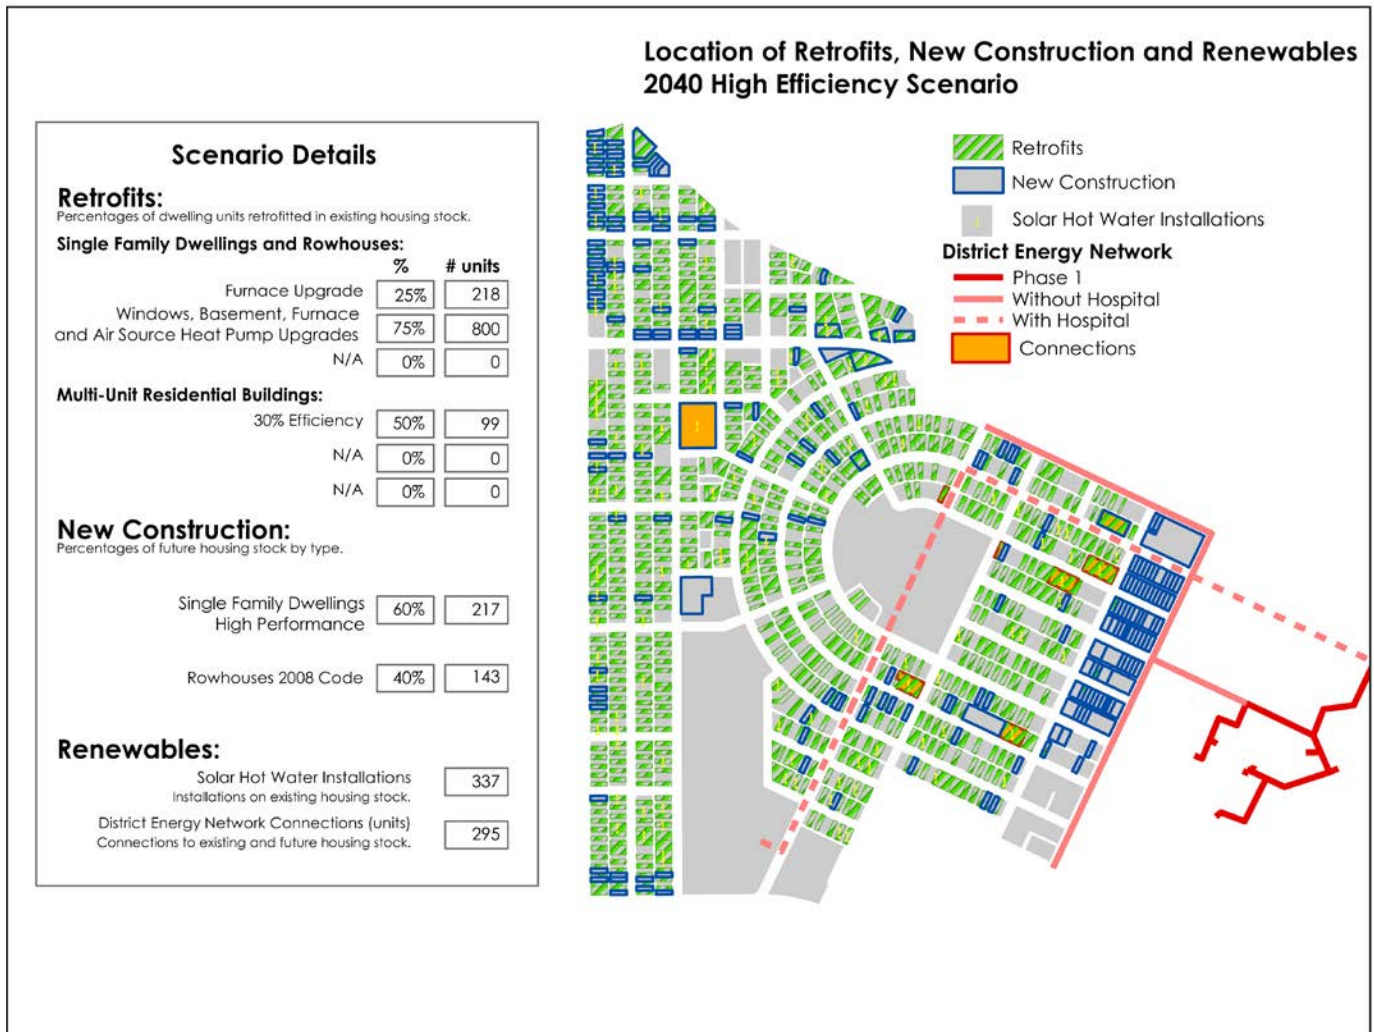 Location of Retrofits, New Construction and Renewables
2040 High Efficiency Scenario
Scenario Details
Retrofits:
Percentages of dwelling units retrofitted in existing housing stock.
Single Family Dwellings and Rowhouses:
% # units
Furnace Upgrade 25% 218
Windows, Basement, Furnace
and Air Source Heat Pump Upgrades 75% 800
N/A 0% 0
Multi-Unit Residential Buildings:
30% Efficiency 50% 99
N/A 0% 0
N/A 0% 0
New Construction:
Percentages of future housing stock by type.
Single Family Dwellings
High Performance 60% 217
Rowhouses 2008 Code 40% 143
Renewables:
Solar Hot Water Installations
Installations on existing housing stock. 337
District Energy Network Connections (units)
Connections to existing and future housing stock. 295
Retrofits
New Construction
Solar Hot Water Installations
District Energy Network
Phase 1
Without Hospital
With Hospital
Connections